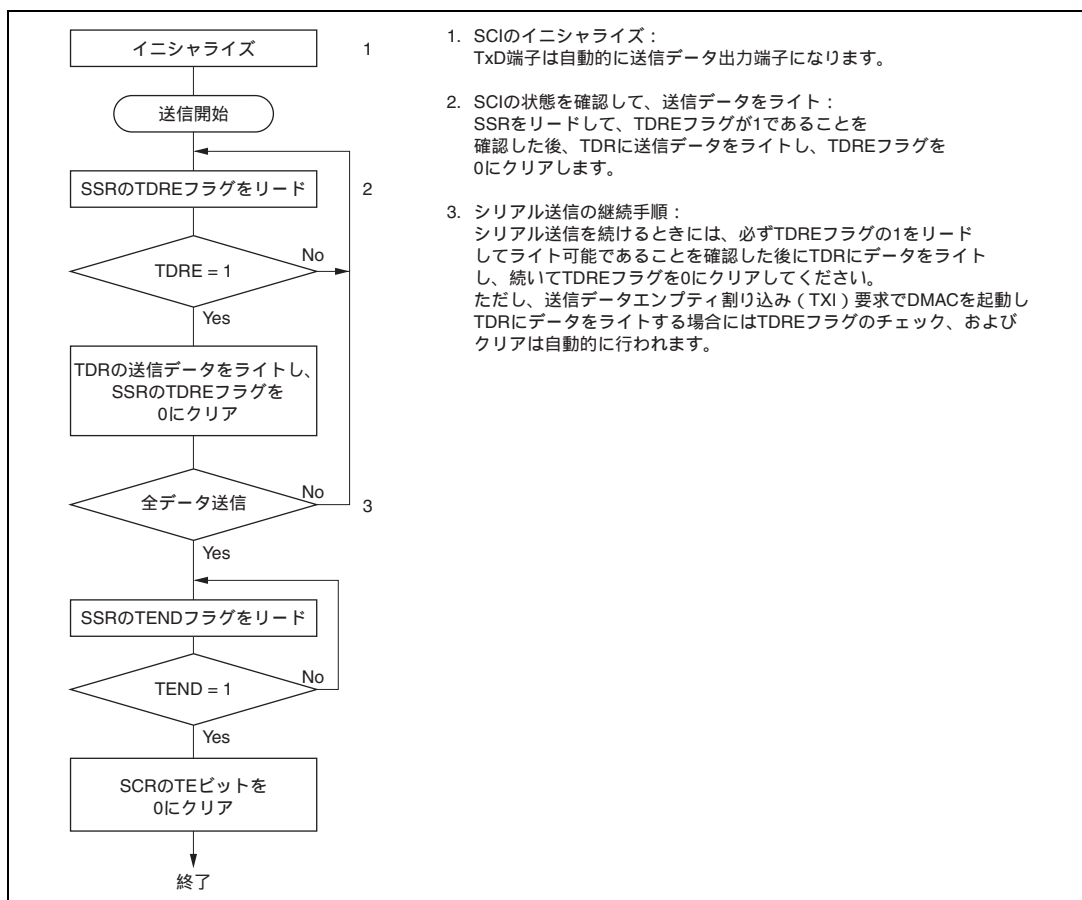 イニシャライズ
1
送信開始
SSRのTDREフラグをリード
2
TDRE = 1
No
Yes
TDRの送信データをライトし、
SSRのTDREフラグを
0にクリア
全データ送信
No
3
Yes
SSRのTENDフラグをリード
TEND = 1
No
Yes
SCRのTEビットを
0にクリア
終了
1. SCIのイニシャライズ：
TxD端子は自動的に送信データ出力端子になります。
2. SCIの状態を確認して、送信データをライト：
SSRをリードして、TDREフラグが1であることを
確認した後、TDRに送信データをライトし、TDREフラグを
0にクリアします。
3. シリアル送信の継続手順：
シリアル送信を続けるときには、必ずTDREフラグの1をリード
してライト可能であることを確認した後にTDRにデータをライト
し、続いてTDREフラグを0にクリアしてください。
ただし、送信データエンプティ割り込み（TXI）要求でDMACを起動し
TDRにデータをライトする場合にはTDREフラグのチェック、および
クリアは自動的に行われます。